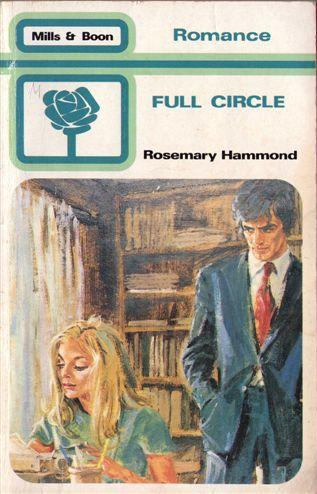 Mills & Boon
Romance
FULL CIRCLE
Rosemary Hammond